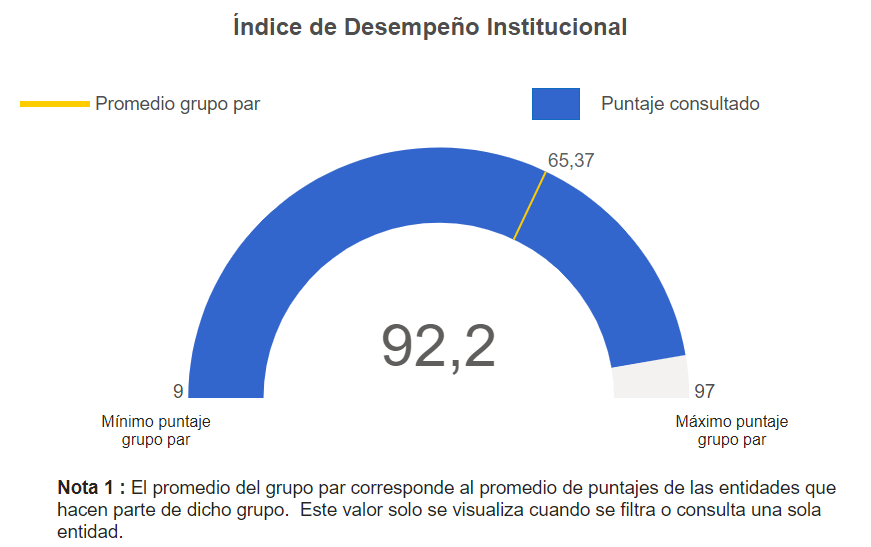 Índice de Desempeño Institucional
Promedio grupo par
Puntaje consultado
65,37
92,2
9
97
Mínimo puntaje
grupo par
Máximo puntaje
grupo par
Nota 1 : El promedio del grupo par corresponde al promedio de puntajes de las entidades que
hacen parte de dicho grupo.  Este valor solo se visualiza cuando se filtra o consulta una sola
entidad.